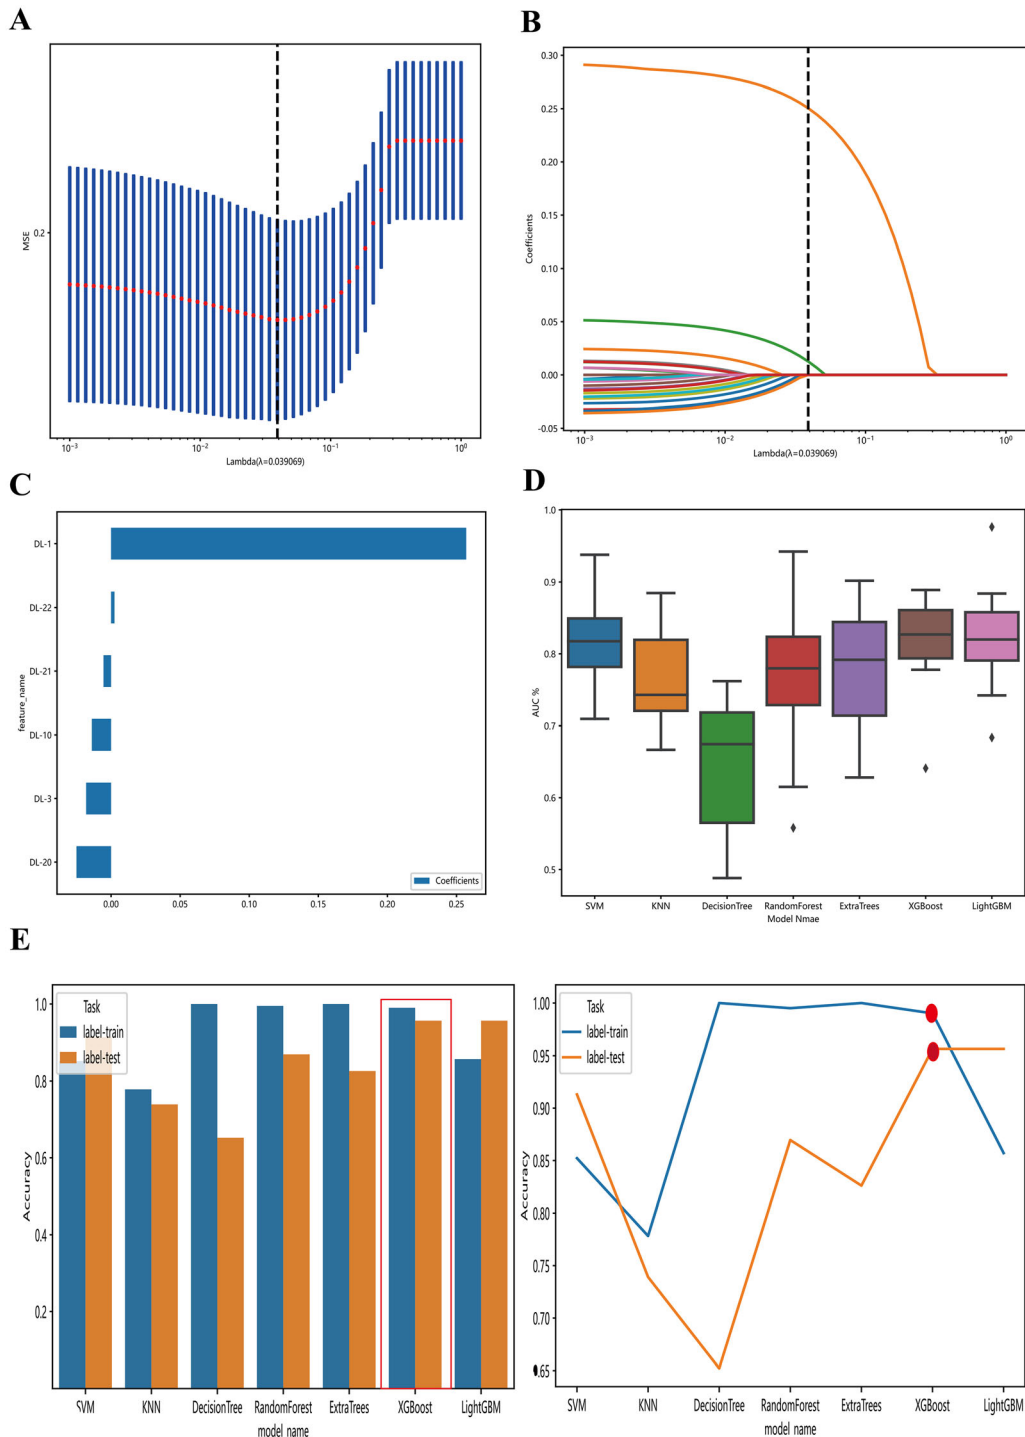 A
MSE
0.2
10⁻³
10⁻²
10⁻¹
10⁰
Lambda(λ=0.039069)
B
Coefficients
0.30
0.25
0.20
0.15
0.10
0.05
0.00
-0.05
10⁻³
10⁻²
10⁻¹
10⁰
Lambda(λ=0.039069)
C
feature_name
DL-1
DL-22
DL-21
DL-10
DL-3
DL-20
Coefficients
0.00
0.05
0.10
0.15
0.20
0.25
D
AUC %
1.0
0.9
0.8
0.7
0.6
0.5
SVM
KNN
DecisionTree
RandomForest
ExtraTrees
XGBoost
LightGBM
Model Nmae
E
Accuracy
1.0
0.8
0.6
0.4
0.2
Task
label-train
label-test
SVM
KNN
DecisionTree
RandomForest
ExtraTrees
XGBoost
LightGBM
model name
Accuracy
1.00
0.95
0.90
0.85
0.80
0.75
0.70
0.65
Task
label-train
label-test
SVM
KNN
DecisionTree
RandomForest
ExtraTrees
XGBoost
LightGBM
model name